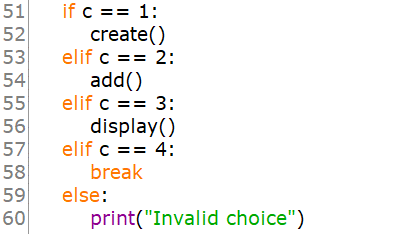 51 if c == 1:
52 create()
53 elif c == 2:
54 add()
55 elif c == 3:
56 display()
57 elif c == 4:
58 break
59 else:
60 print("Invalid choice")